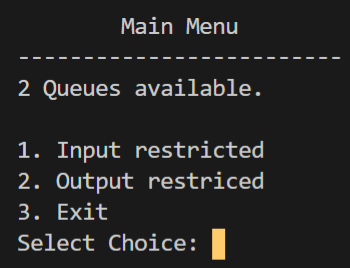 Main Menu
-------------------------
2 Queues available.
1. Input restricted
2. Output restriced
3. Exit
Select Choice: